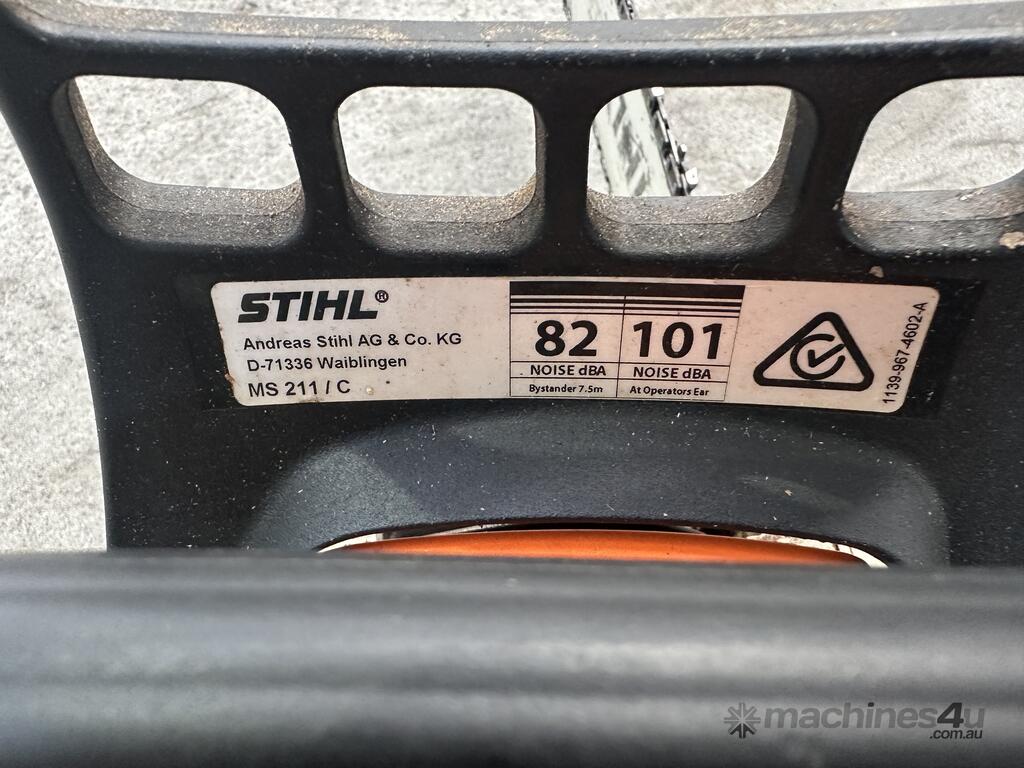 STIHL®
Andreas Stihl AG & Co. KG
D-71336 Waiblingen
MS 211 / C
82
NOISE dBA
Bystander 7.5m
101
NOISE dBA
At Operators Ear
1139-967-4602-A
machines4u
.com.au